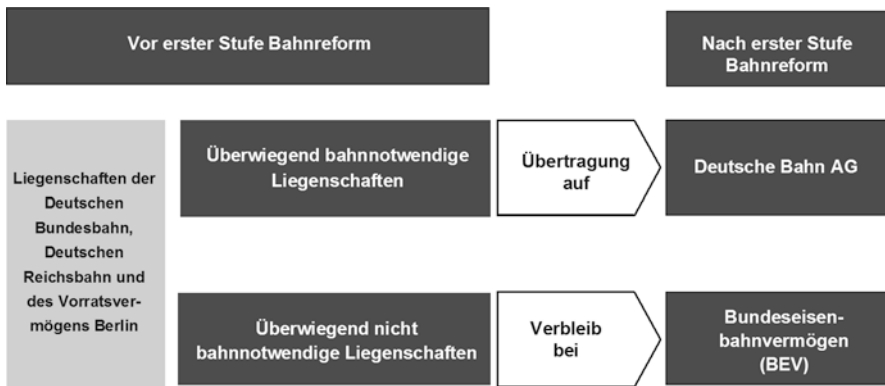 Vor erster Stufe Bahnreform
Nach erster Stufe
Bahnreform
Liegenschaften der
Deutschen
Bundesbahn,
Deutschen
Reichsbahn und
des Vorratsver-
mögens Berlin
Überwiegend bahnnotwendige
Liegenschaften
Übertragung
auf
Deutsche Bahn AG
Überwiegend nicht
bahnnotwendige Liegenschaften
Verbleib
bei
Bundeseisen-
bahnvermögen
(BEV)